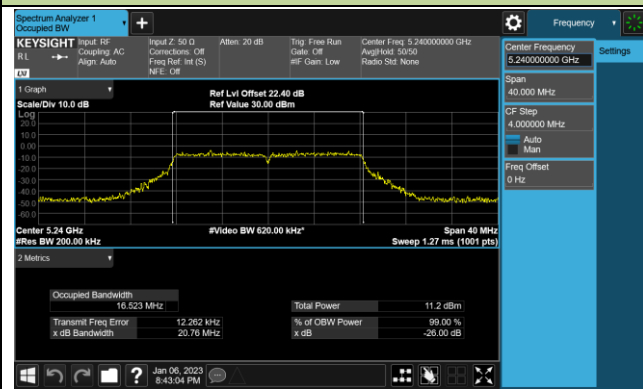 Spectrum Analyzer 1
Occupied BW
+
Frequency
KEYSIGHT
R L
LXI
Input: RF
Coupling: AC
Align: Auto
Input Z: 50 Ω
Corrections: Off
Freq Ref: Int (S)
NFE: Off
Atten: 20 dB
Trig: Free Run
Gate: Off
#IF Gain: Low
Center Freq: 5.240000000 GHz
Avg|Hold: 50/50
Radio Std: None
Center Frequency
5.240000000 GHz
Settings
Span
40.000 MHz
CF Step
4.000000 MHz
Auto
Man
Freq Offset
0 Hz
1 Graph
Scale/Div 10.0 dB
Ref Lvl Offset 22.40 dB
Ref Value 30.00 dBm
Log
20.0
10.0
0.00
-10.0
-20.0
-30.0
-40.0
-50.0
-60.0
Center 5.24 GHz
#Res BW 200.00 kHz
#Video BW 620.00 kHz*
Span 40 MHz
Sweep 1.27 ms (1001 pts)
2 Metrics
Occupied Bandwidth
16.523 MHz
Total Power 11.2 dBm
Transmit Freq Error 12.262 kHz
% of OBW Power 99.00 %
x dB Bandwidth 20.76 MHz
x dB -26.00 dB
?
Jan 06, 2023
8:43:04 PM